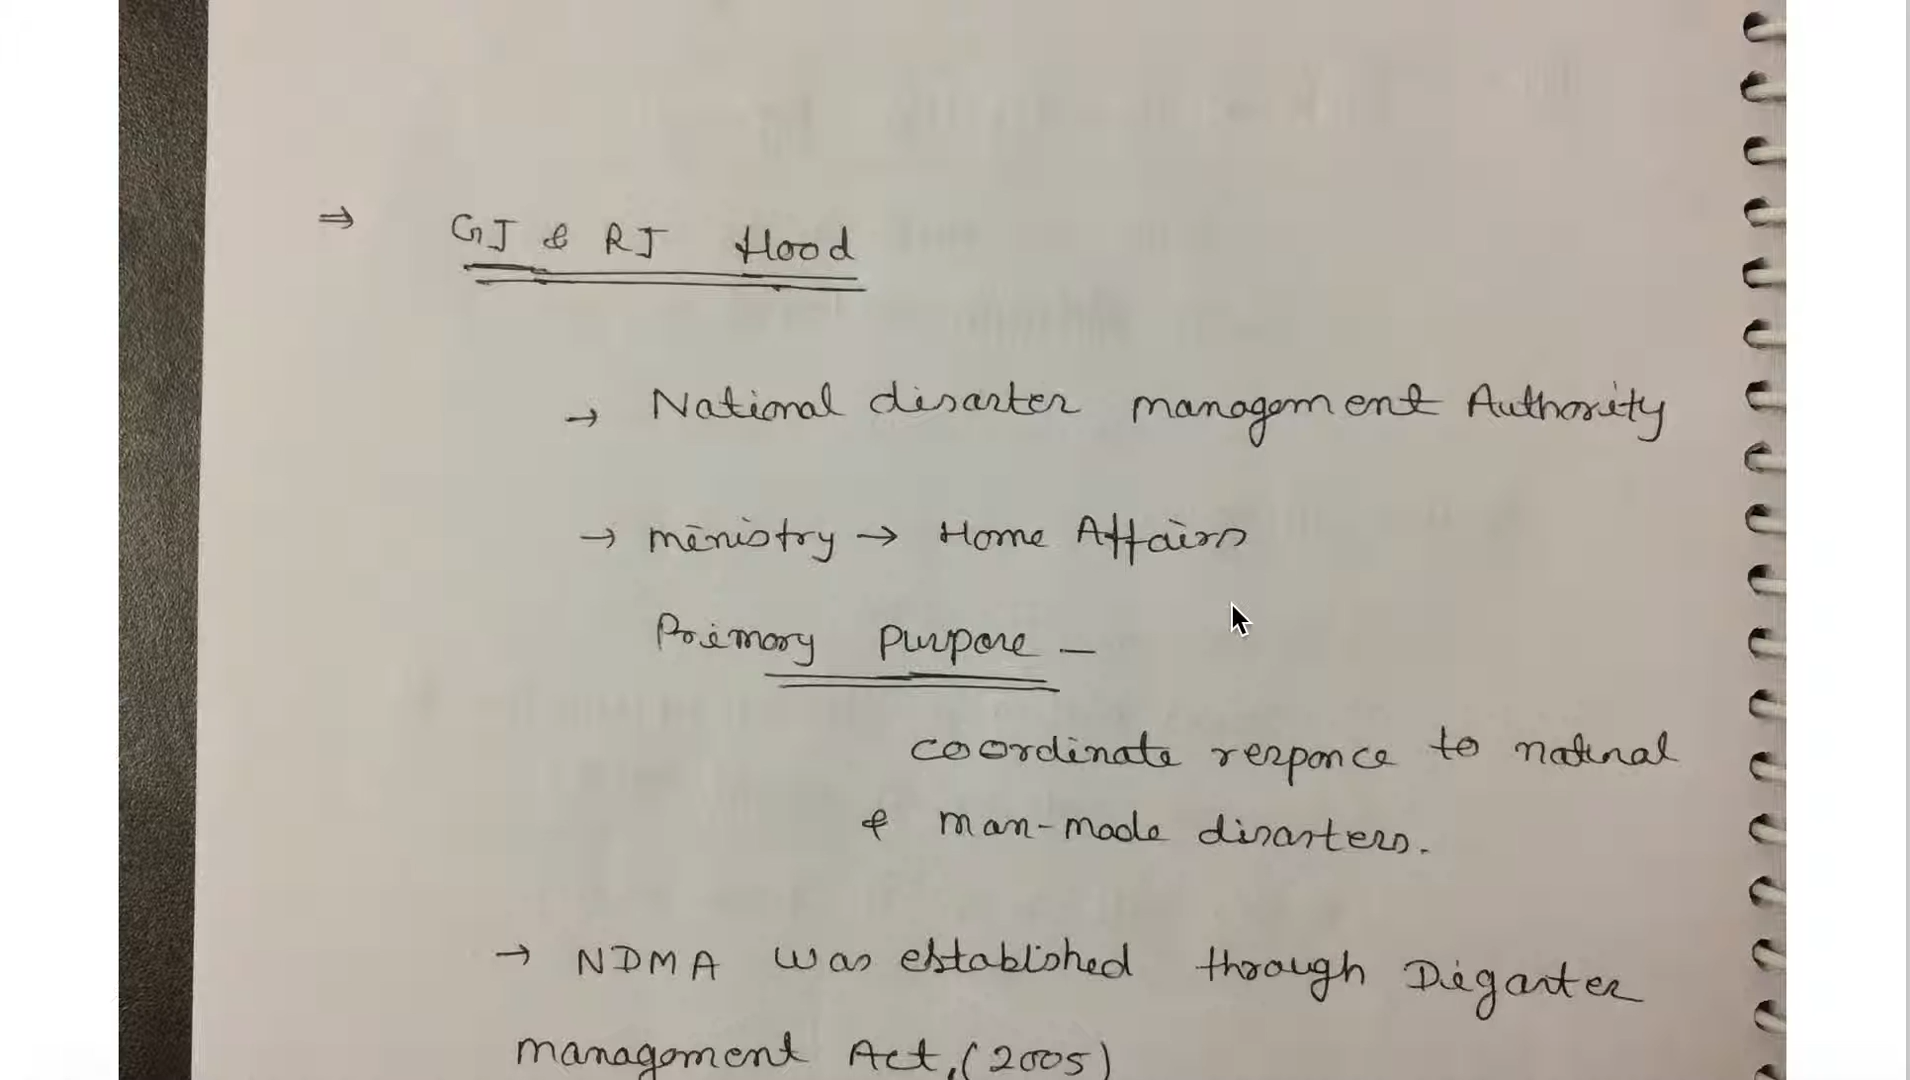 ⇒ GJ & RJ flood
→ National disaster management Authority
→ ministry → Home Affairs
Primary Purpose —
coordinate responce to natural
& man-made disasters.
→ NDMA was established through Disaster
management Act, (2005)